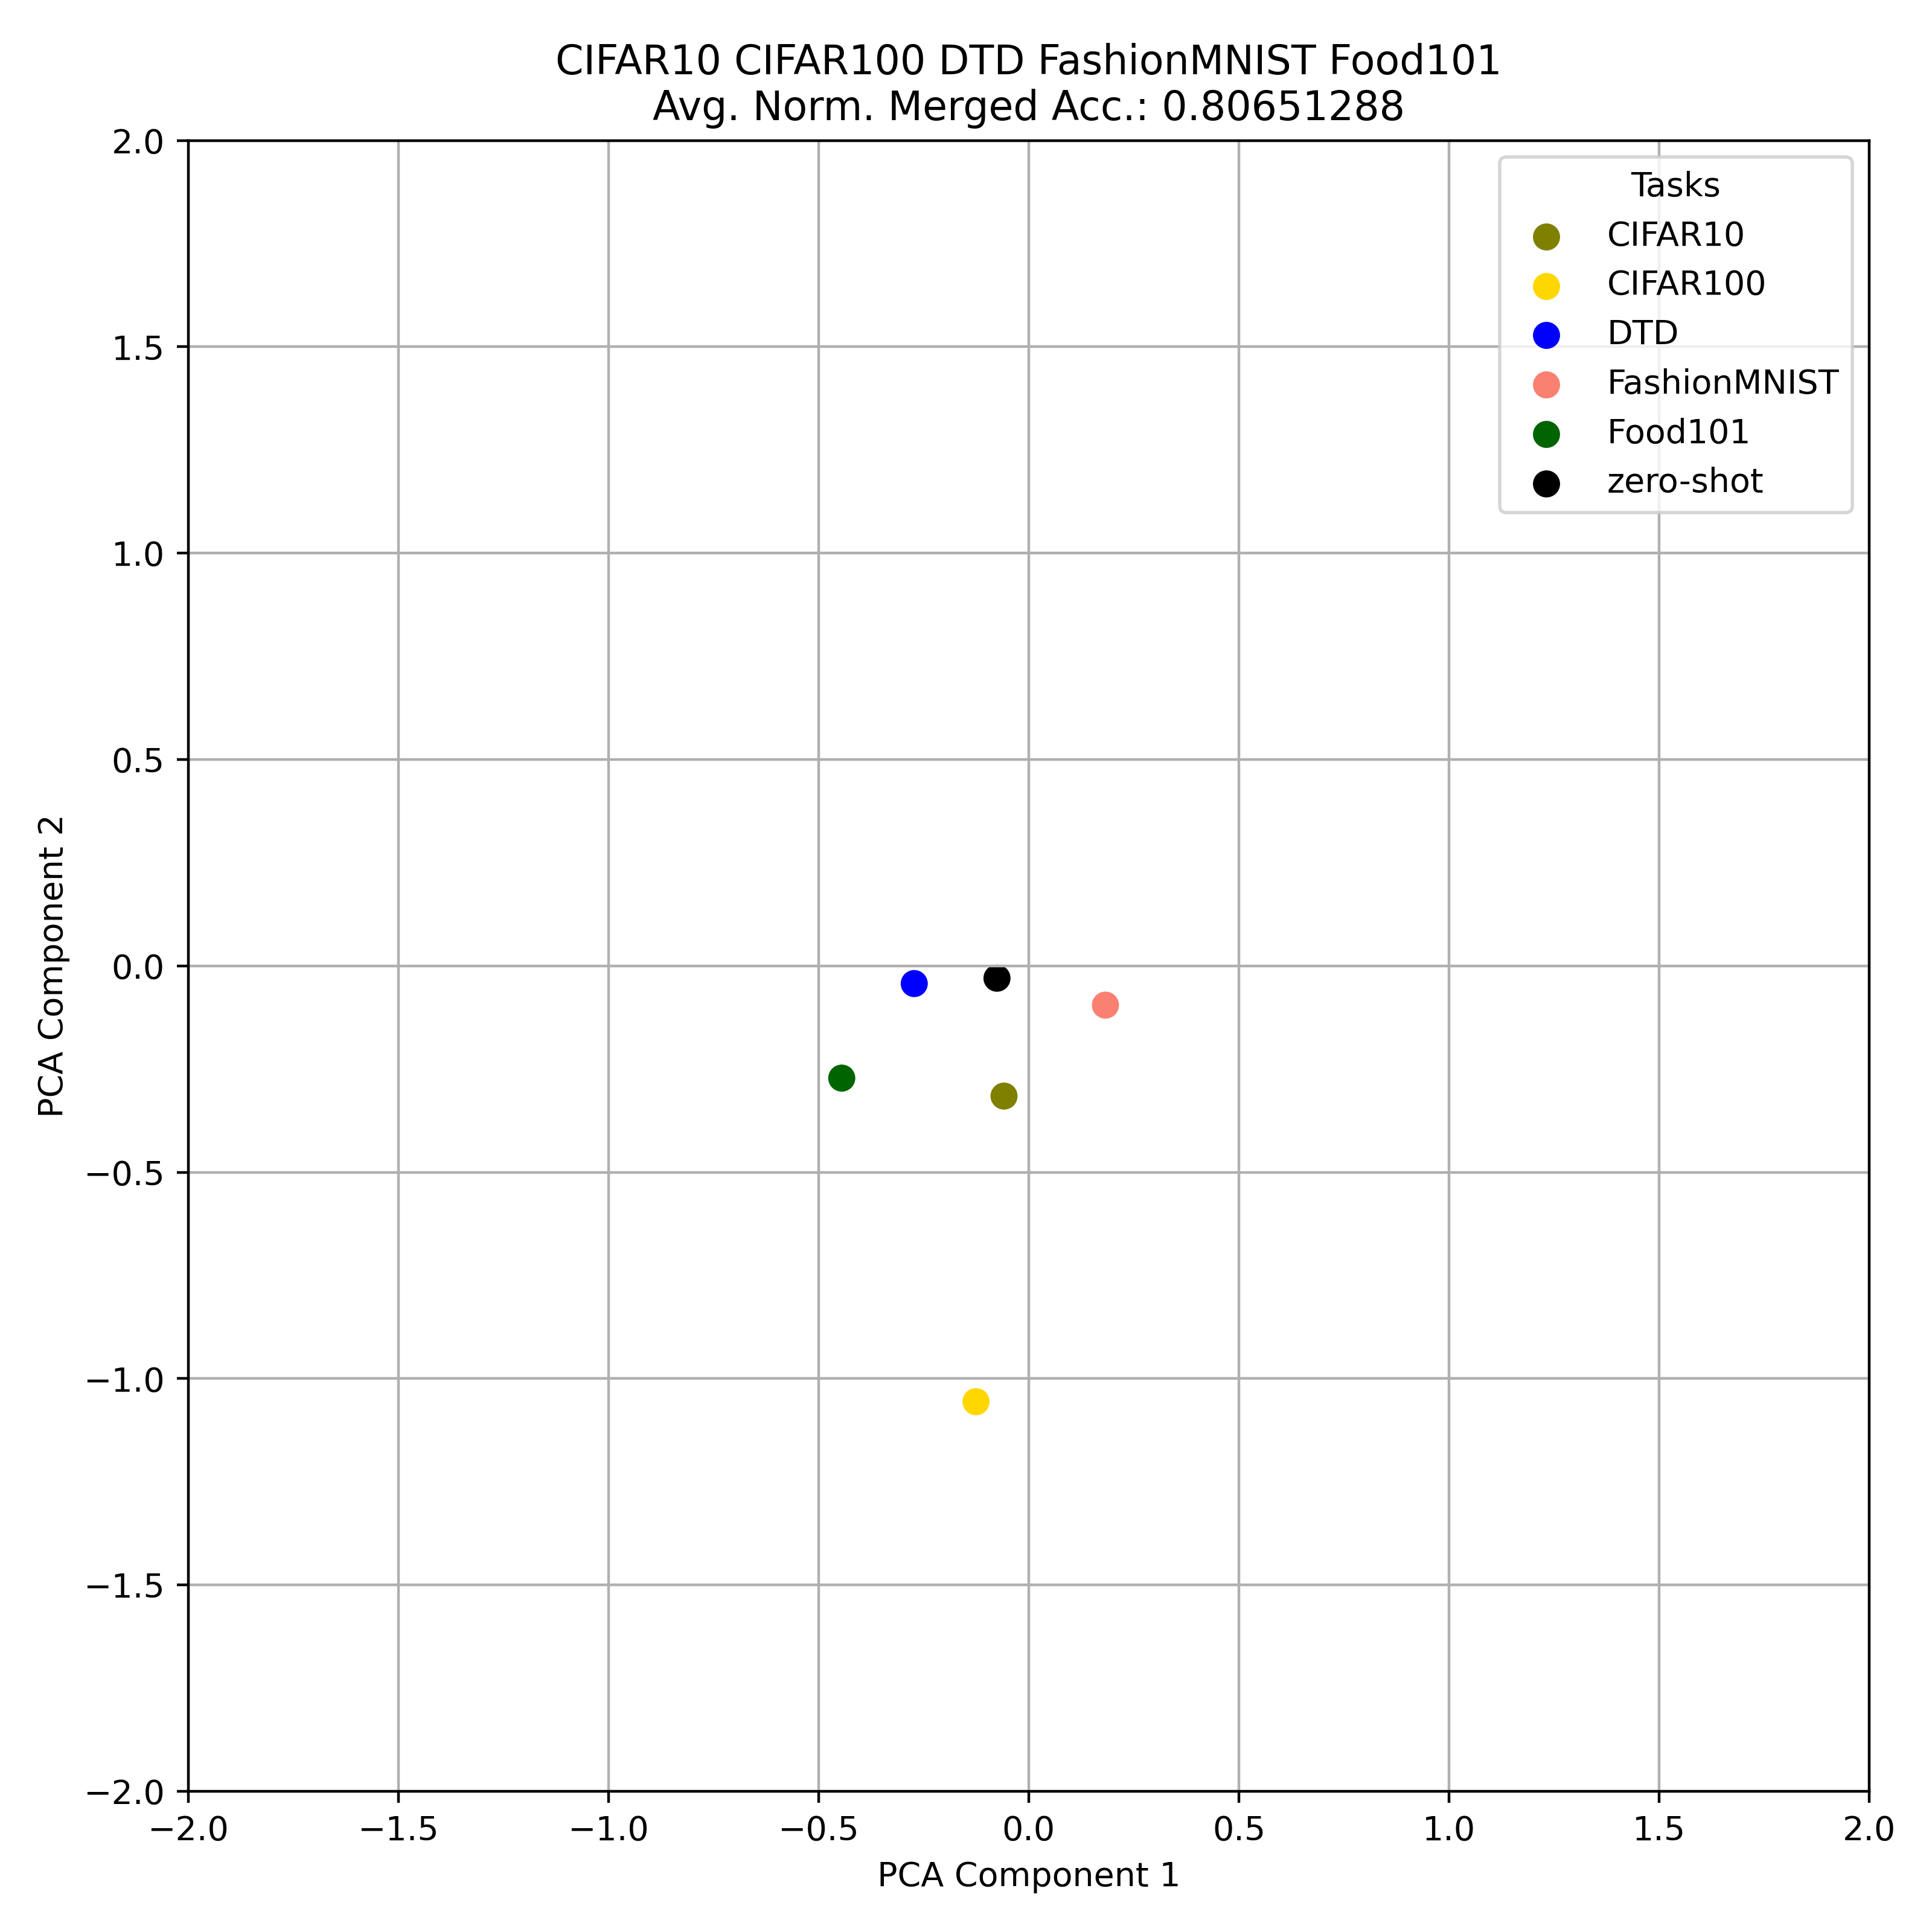 CIFAR10 CIFAR100 DTD FashionMNIST Food101
Avg. Norm. Merged Acc.: 0.80651288
Tasks
CIFAR10
CIFAR100
DTD
FashionMNIST
Food101
zero-shot
2.0
1.5
1.0
0.5
0.0
−0.5
−1.0
−1.5
−2.0
PCA Component 2
−2.0 −1.5 −1.0 −0.5 0.0 0.5 1.0 1.5 2.0
PCA Component 1